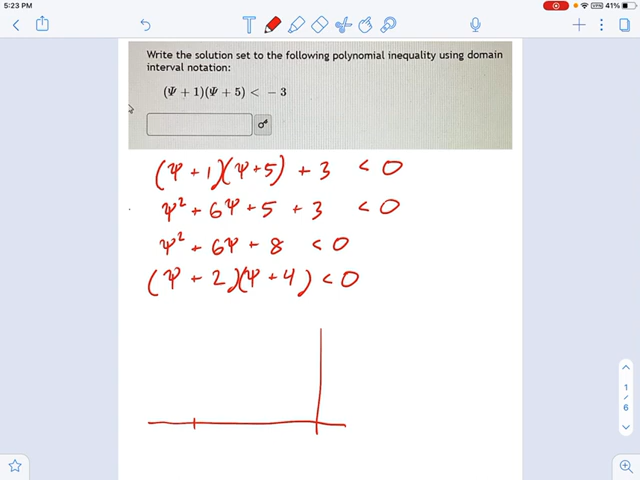 5:23 PM
VPN 41%
T
Write the solution set to the following polynomial inequality using domain
interval notation:
(Ψ + 1)(Ψ + 5) < − 3
(Ψ + 1)(Ψ + 5) + 3 < 0
Ψ² + 6Ψ + 5 + 3 < 0
Ψ² + 6Ψ + 8 < 0
(Ψ + 2)(Ψ + 4) < 0
1
/
6